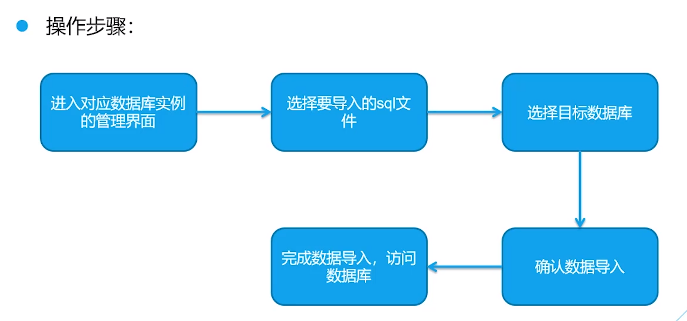 操作步骤：
进入对应数据库实例
的管理界面
选择要导入的sql文
件
选择目标数据库
确认数据导入
完成数据导入，访问
数据库